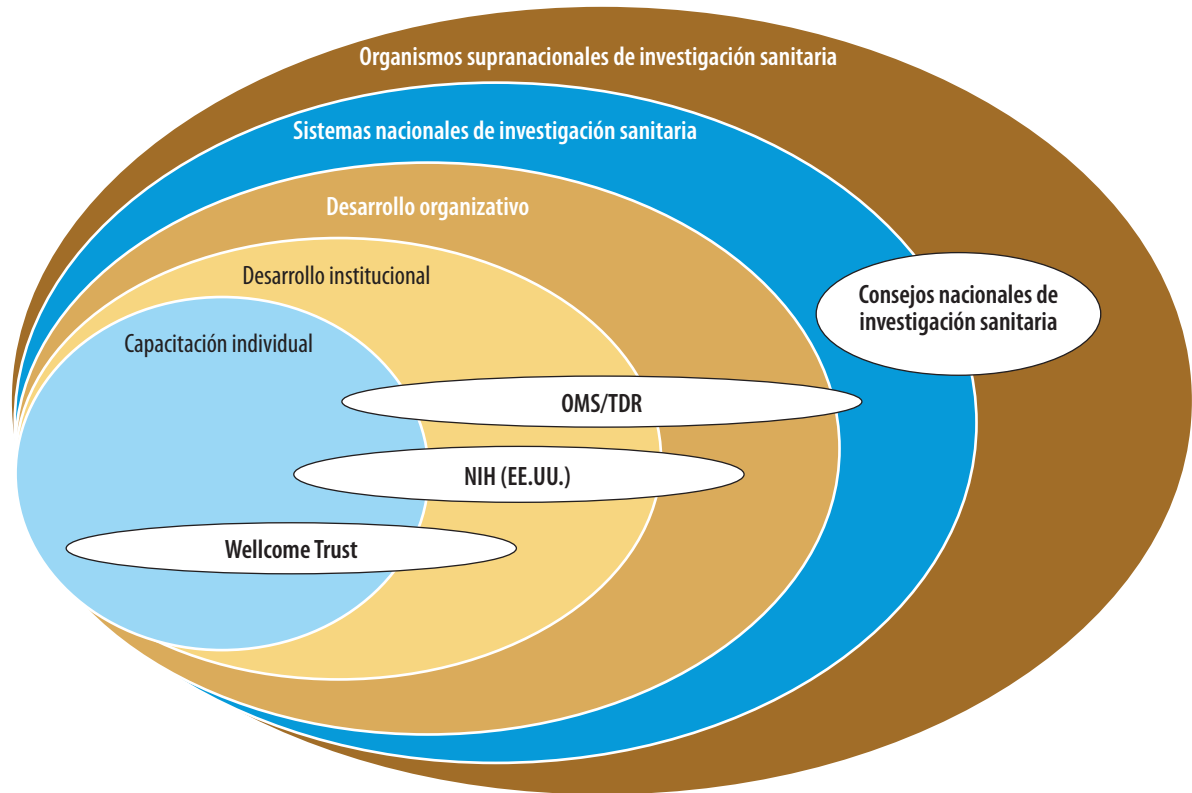 Organismos supranacionales de investigación sanitaria
Sistemas nacionales de investigación sanitaria
Desarrollo organizativo
Desarrollo institucional
Capacitación individual
Consejos nacionales de
investigación sanitaria
OMS/TDR
NIH (EE.UU.)
Wellcome Trust